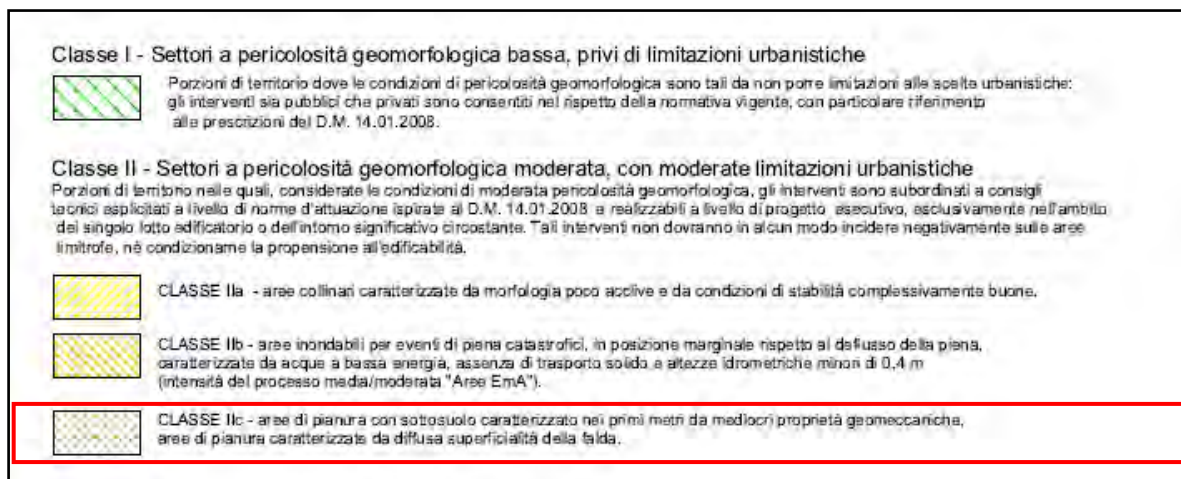 Classe I - Settori a pericolosità geomorfologica bassa, privi di limitazioni urbanistiche
Porzioni di territorio dove le condizioni di pericolosità geomorfologica sono tali da non porre limitazioni alle scelte urbanistiche:
gli interventi sia pubblici che privati sono consentiti nel rispetto della normativa vigente, con particolare riferimento
alle prescrizioni del D.M. 14.01.2008.
Classe II - Settori a pericolosità geomorfologica moderata, con moderate limitazioni urbanistiche
Porzioni di territorio nelle quali, considerate le condizioni di moderata pericolosità geomorfologica, gli interventi sono subordinati a consigli
tecnici esplicitati a livello di norme d'attuazione ispirate al D.M. 14.01.2008 e realizzabili a livello di progetto esecutivo, esclusivamente nell'ambito
del singolo lotto edificatorio o dell'intorno significativo circostante. Tali interventi non dovranno in alcun modo incidere negativamente sulle aree
limitrofe, nè condizionarne la propensione all'edificabilità.
CLASSE IIa - aree collinari caratterizzate da morfologia poco acclive e da condizioni di stabilità complessivamente buone.
CLASSE IIb - aree inondabili per eventi di piena catastrofici, in posizione marginale rispetto al deflusso della piena,
caratterizzate da acque a bassa energia, assenza di trasporto solido e altezze idrometriche minori di 0,4 m
(intensità del processo media/moderata "Aree EmA").
CLASSE IIc - aree di pianura con sottosuolo caratterizzato nei primi metri da mediocri proprietà geomeccaniche,
aree di pianura caratterizzate da diffusa superficialità della falda.